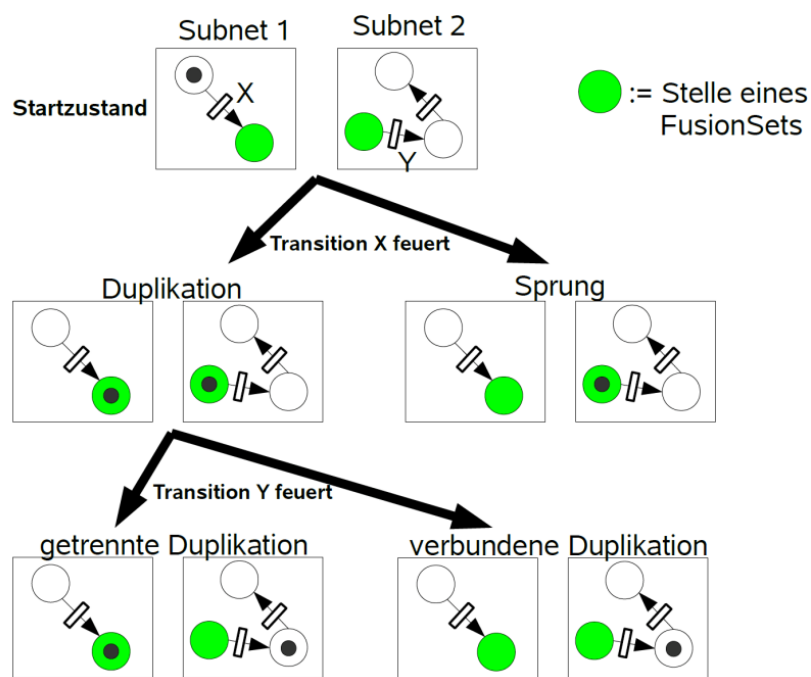 Subnet 1
Subnet 2
X
Startzustand
Y
:= Stelle eines
FusionSets
Transition X feuert
Duplikation
Sprung
Transition Y feuert
getrennte Duplikation
verbundene Duplikation